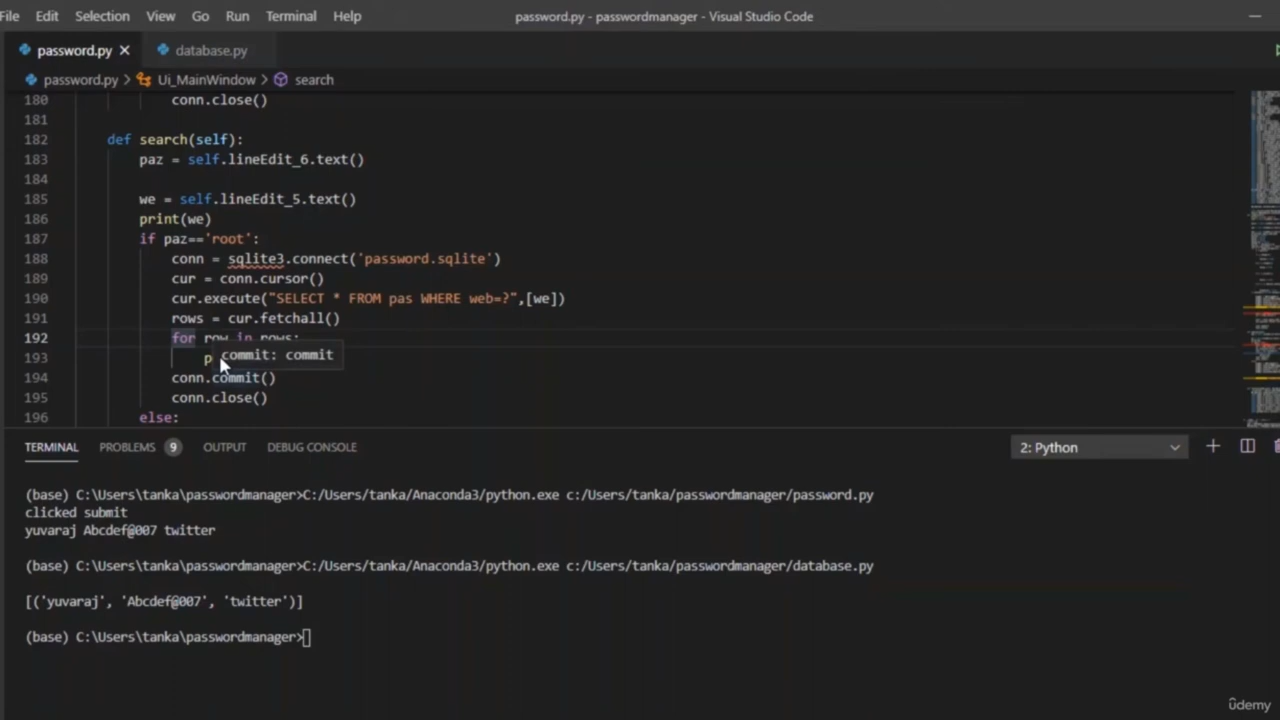 File Edit Selection View Go Run Terminal Help password.py - passwordmanager - Visual Studio Code
password.py database.py
password.py > Ui_MainWindow > search
180 conn.close()
181
182 def search(self):
183 paz = self.lineEdit_6.text()
184
185 we = self.lineEdit_5.text()
186 print(we)
187 if paz=='root':
188 conn = sqlite3.connect('password.sqlite')
189 cur = conn.cursor()
190 cur.execute("SELECT * FROM pas WHERE web=?",[we])
191 rows = cur.fetchall()
192 for row in rows:
193 p commit: commit
194 conn.commit()
195 conn.close()
196 else:
TERMINAL PROBLEMS 9 OUTPUT DEBUG CONSOLE 2: Python
(base) C:\Users\tanka\passwordmanager>C:/Users/tanka/Anaconda3/python.exe c:/Users/tanka/passwordmanager/password.py
clicked submit
yuvaraj Abcdef@007 twitter
(base) C:\Users\tanka\passwordmanager>C:/Users/tanka/Anaconda3/python.exe c:/Users/tanka/passwordmanager/database.py
[('yuvaraj', 'Abcdef@007', 'twitter')]
(base) C:\Users\tanka\passwordmanager>
ûdemy